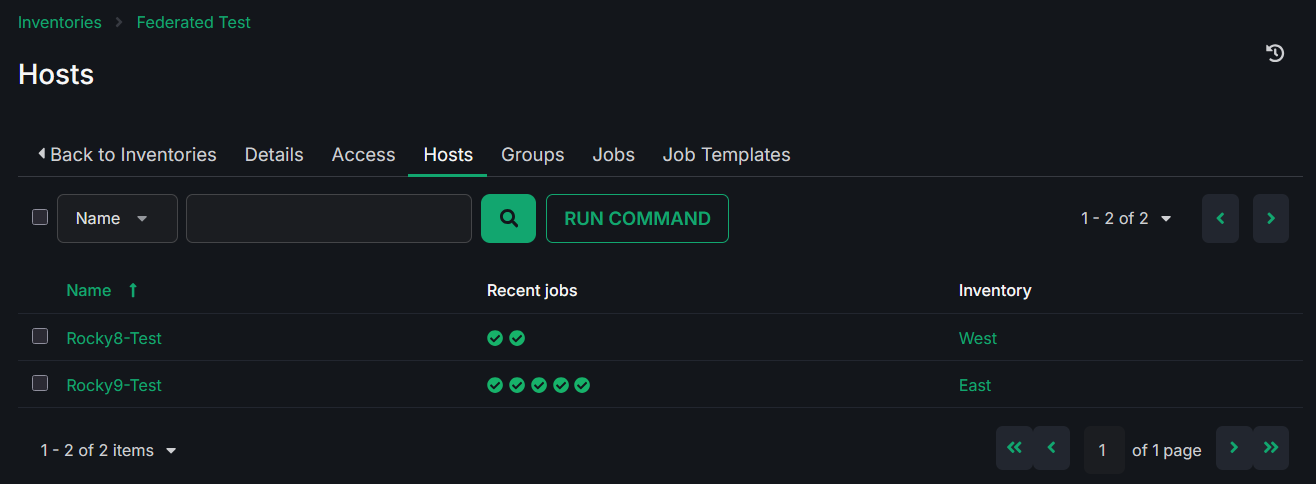 Inventories > Federated Test
Hosts
Back to Inventories Details Access Hosts Groups Jobs Job Templates
Name RUN COMMAND 1 - 2 of 2
Name Recent jobs Inventory
Rocky8-Test West
Rocky9-Test East
1 - 2 of 2 items 1 of 1 page